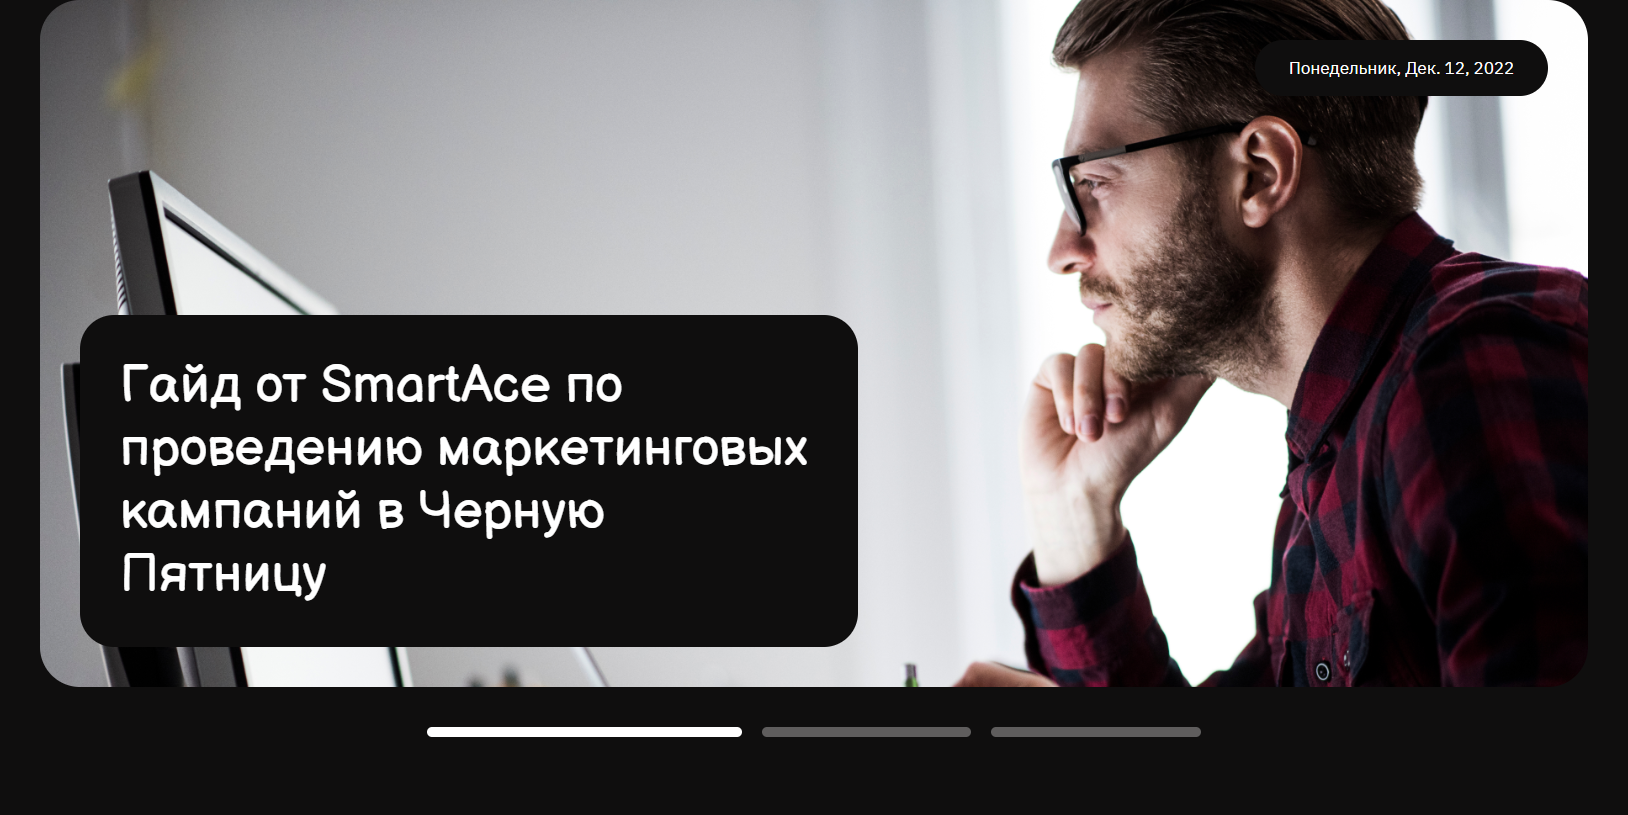 Понедельник, Дек. 12, 2022
Гайд от SmartAce по
проведению маркетинговых
кампаний в Черную
Пятницу